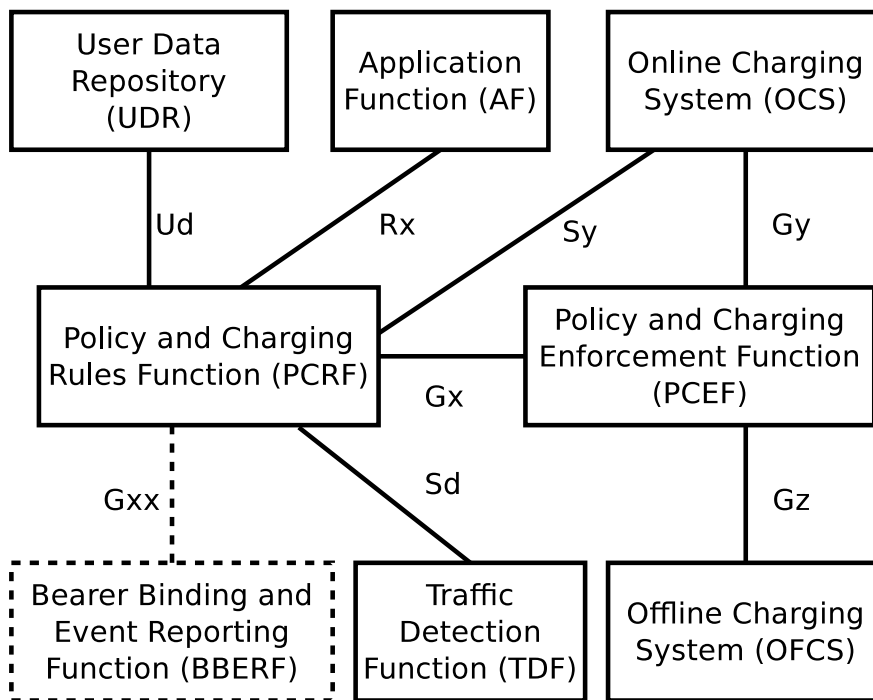 User Data
Repository
(UDR)
Application
Function (AF)
Online Charging
System (OCS)
Ud
Rx
Sy
Gy
Policy and Charging
Rules Function (PCRF)
Policy and Charging
Enforcement Function
(PCEF)
Gx
Gxx
Sd
Gz
Bearer Binding and
Event Reporting
Function (BBERF)
Traffic
Detection
Function (TDF)
Offline Charging
System (OFCS)